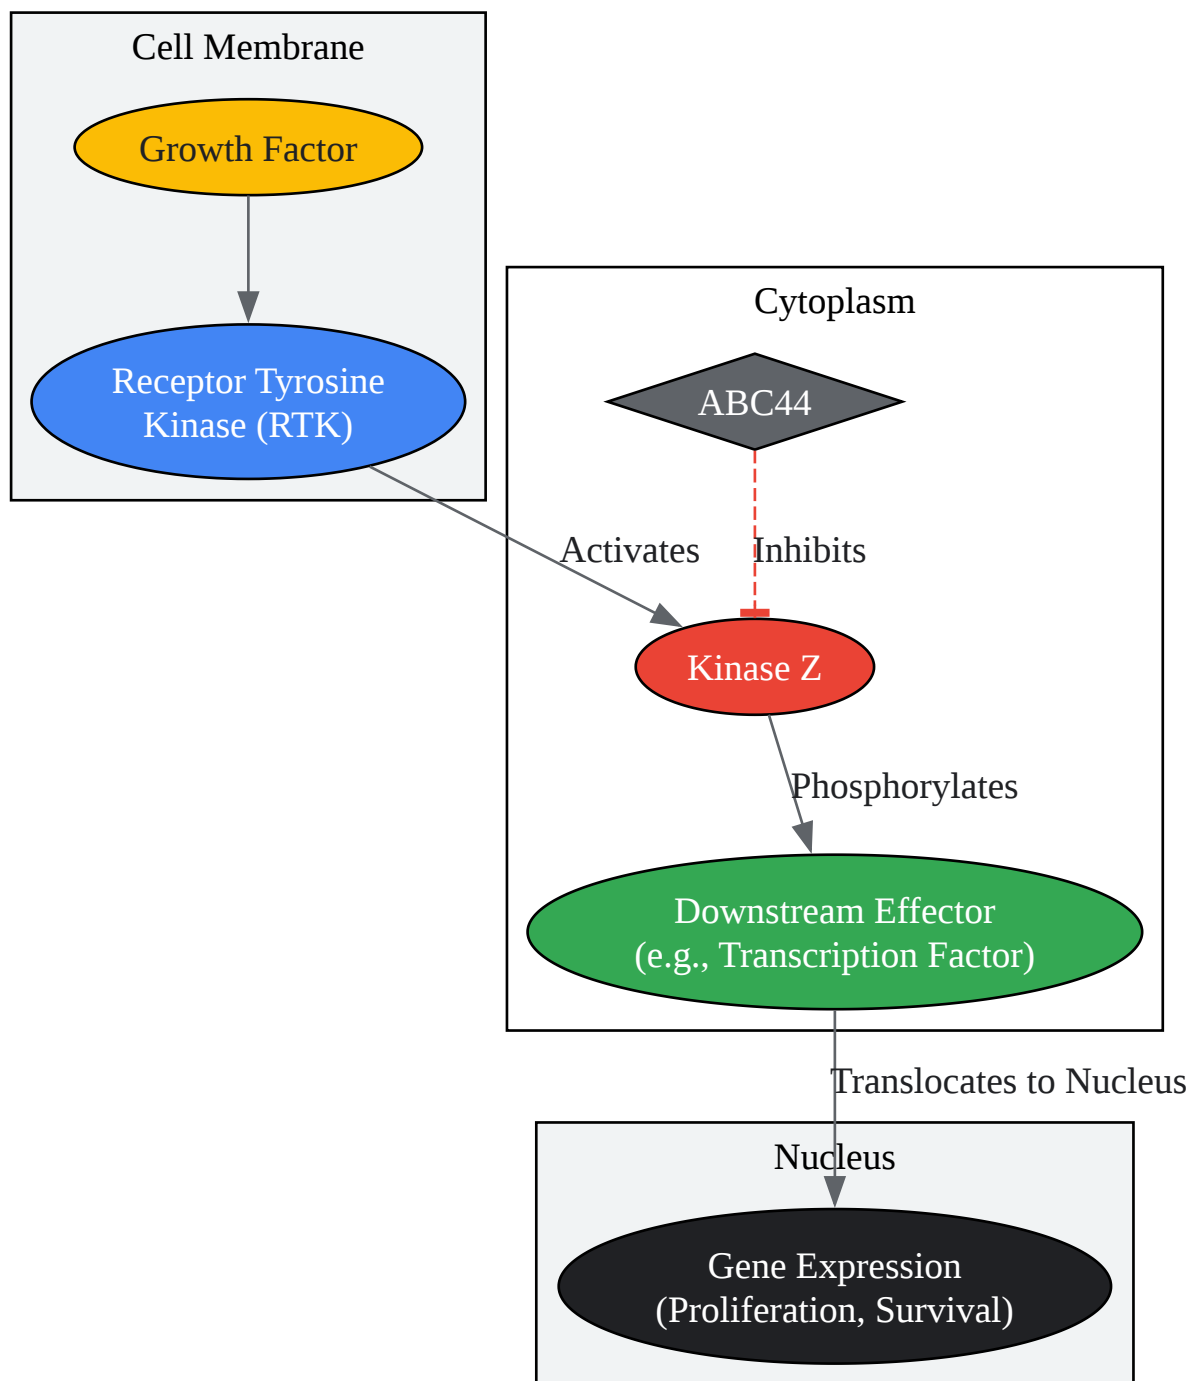 Cell Membrane
Growth Factor
Receptor Tyrosine
Kinase (RTK)
Cytoplasm
ABC44
Activates
Inhibits
Kinase Z
Phosphorylates
Downstream Effector
(e.g., Transcription Factor)
Translocates to Nucleus
Nucleus
Gene Expression
(Proliferation, Survival)